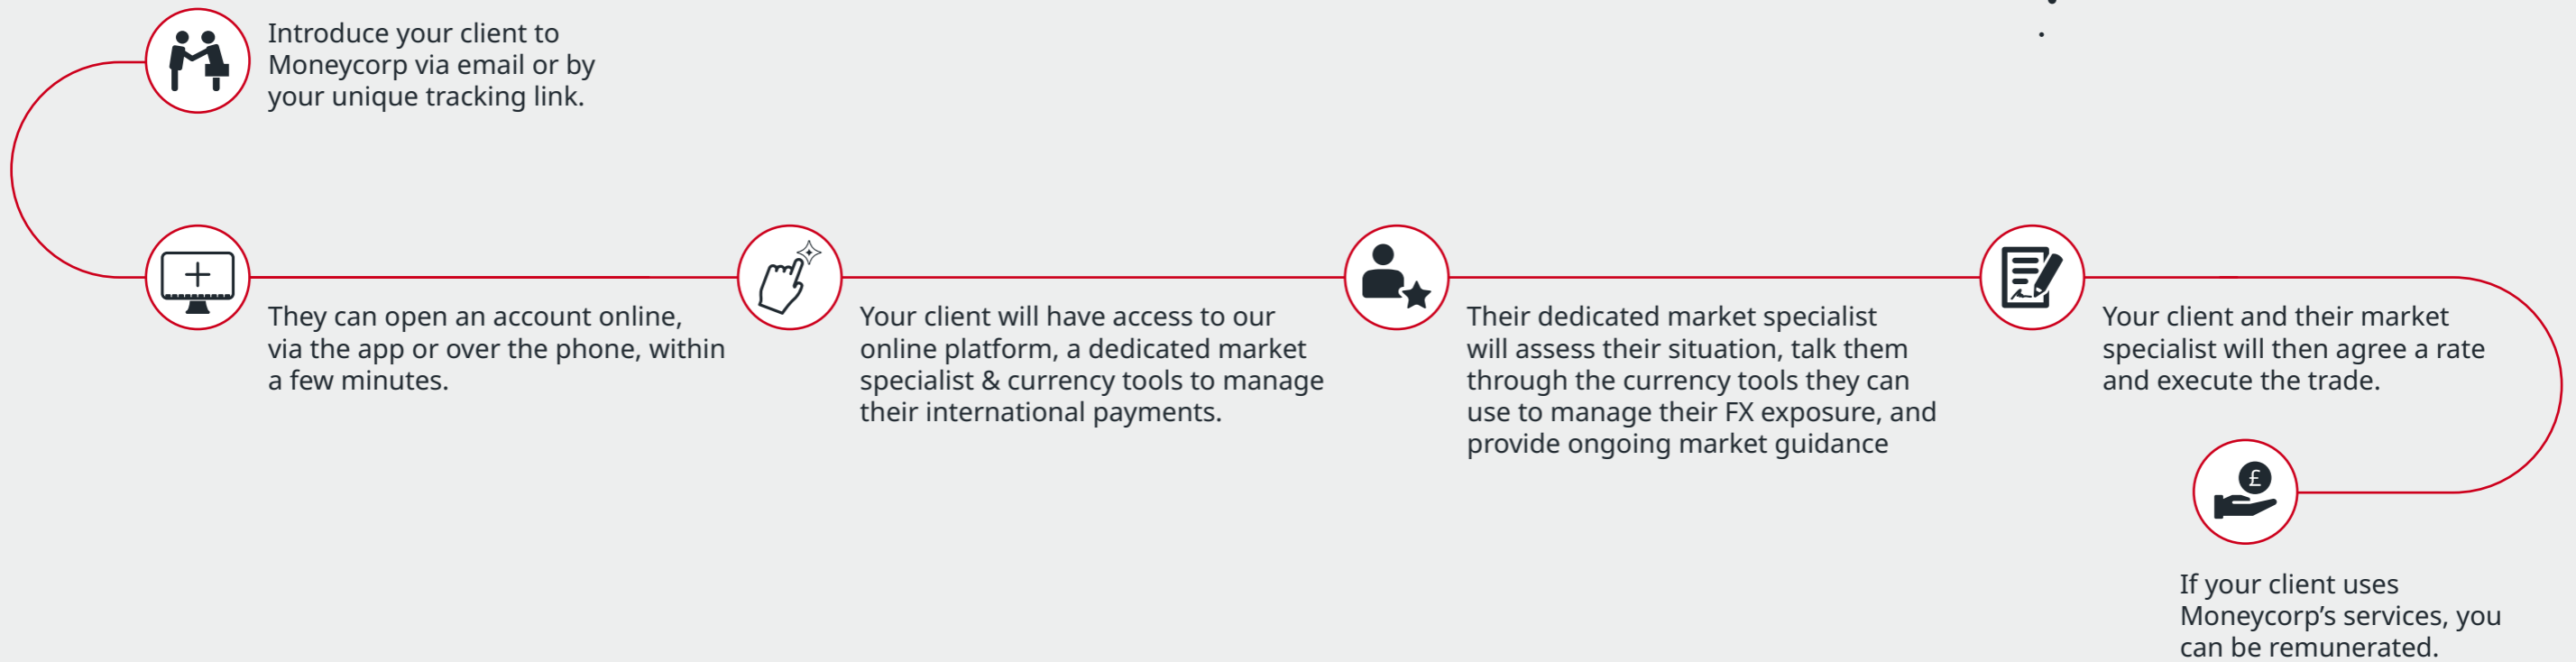 Introduce your client to
Moneycorp via email or by
your unique tracking link.
They can open an account online,
via the app or over the phone, within
a few minutes.
Your client will have access to our
online platform, a dedicated market
specialist & currency tools to manage
their international payments.
Their dedicated market specialist
will assess their situation, talk them
through the currency tools they can
use to manage their FX exposure, and
provide ongoing market guidance
Your client and their market
specialist will then agree a rate
and execute the trade.
£
If your client uses
Moneycorp’s services, you
can be remunerated.